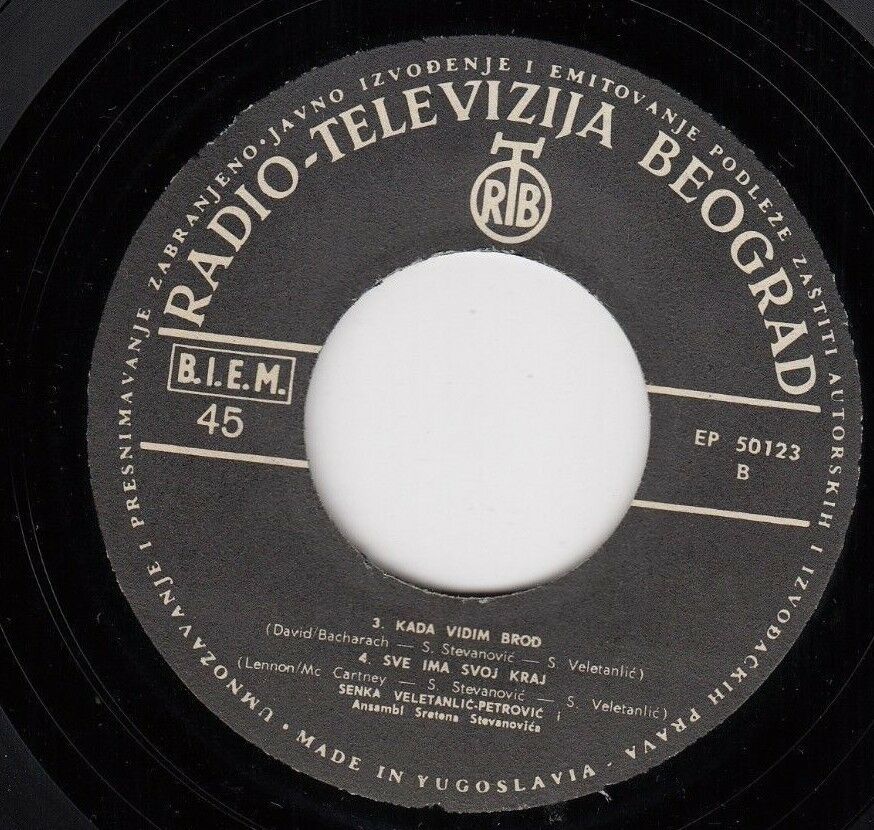 UMNOZAVANJE I PRESNIMAVANJE ZABRANJENO • JAVNO IZVOĐENJE I EMITOVANJE PODLEŽE ZAŠTITI AUTORSKIH I IZVOĐAČKIH PRAVA •
RADIO-TELEVIZIJA BEOGRAD
RTB
B.I.E.M.
45
EP 50123
B
3. KADA VIDIM BROD
(David/Bacharach — S. Stevanović — S. Veletanlić)
4. SVE IMA SVOJ KRAJ
(Lennon/Mc Cartney — S. Stevanović — S. Veletanlić)
SENKA VELETANLIĆ-PETROVIĆ i
Ansambl Sretena Stevanovića
MADE IN YUGOSLAVIA